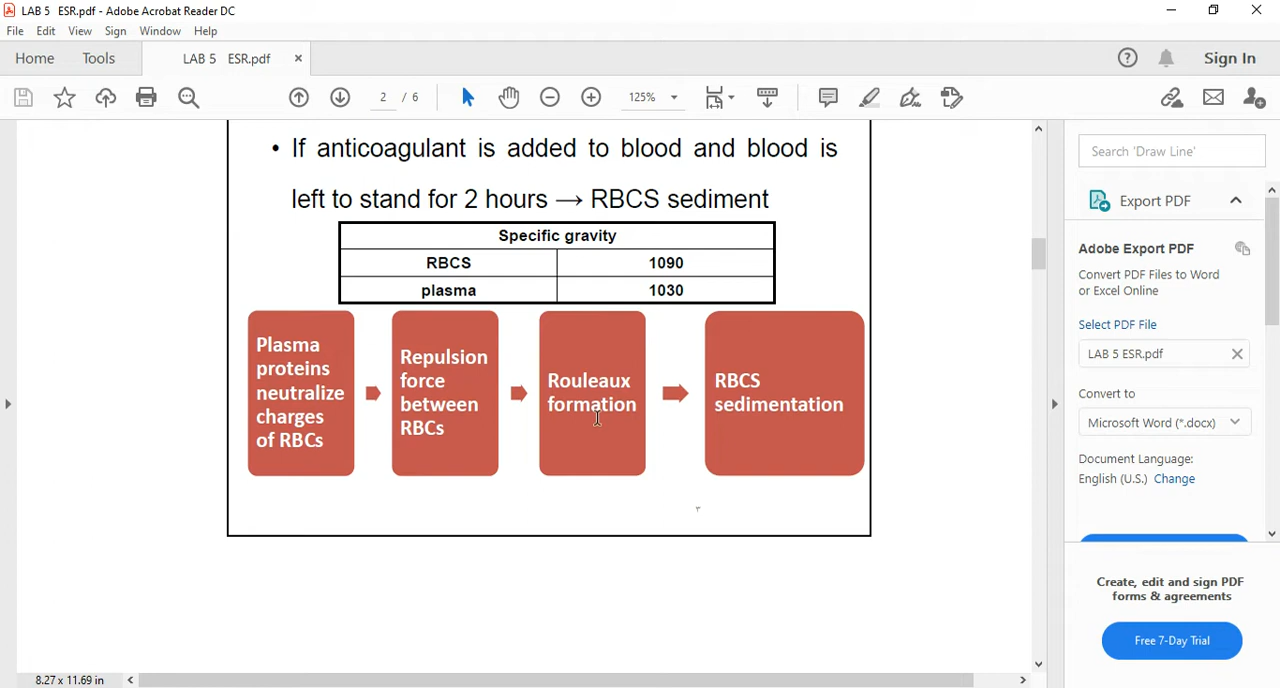 LAB 5 ESR.pdf - Adobe Acrobat Reader DC
File Edit View Sign Window Help
Home Tools LAB 5 ESR.pdf × Sign In
2 / 6 125%
• If anticoagulant is added to blood and blood is
left to stand for 2 hours → RBCS sediment
Specific gravity
RBCS 1090
plasma 1030
Plasma
proteins
neutralize
charges
of RBCs
Repulsion
force
between
RBCs
Rouleaux
formation
RBCS
sedimentation
٣
8.27 x 11.69 in
Search 'Draw Line'
Export PDF
Adobe Export PDF
Convert PDF Files to Word
or Excel Online
Select PDF File
LAB 5 ESR.pdf
Convert to
Microsoft Word (*.docx)
Document Language:
English (U.S.) Change
Create, edit and sign PDF
forms & agreements
Free 7-Day Trial